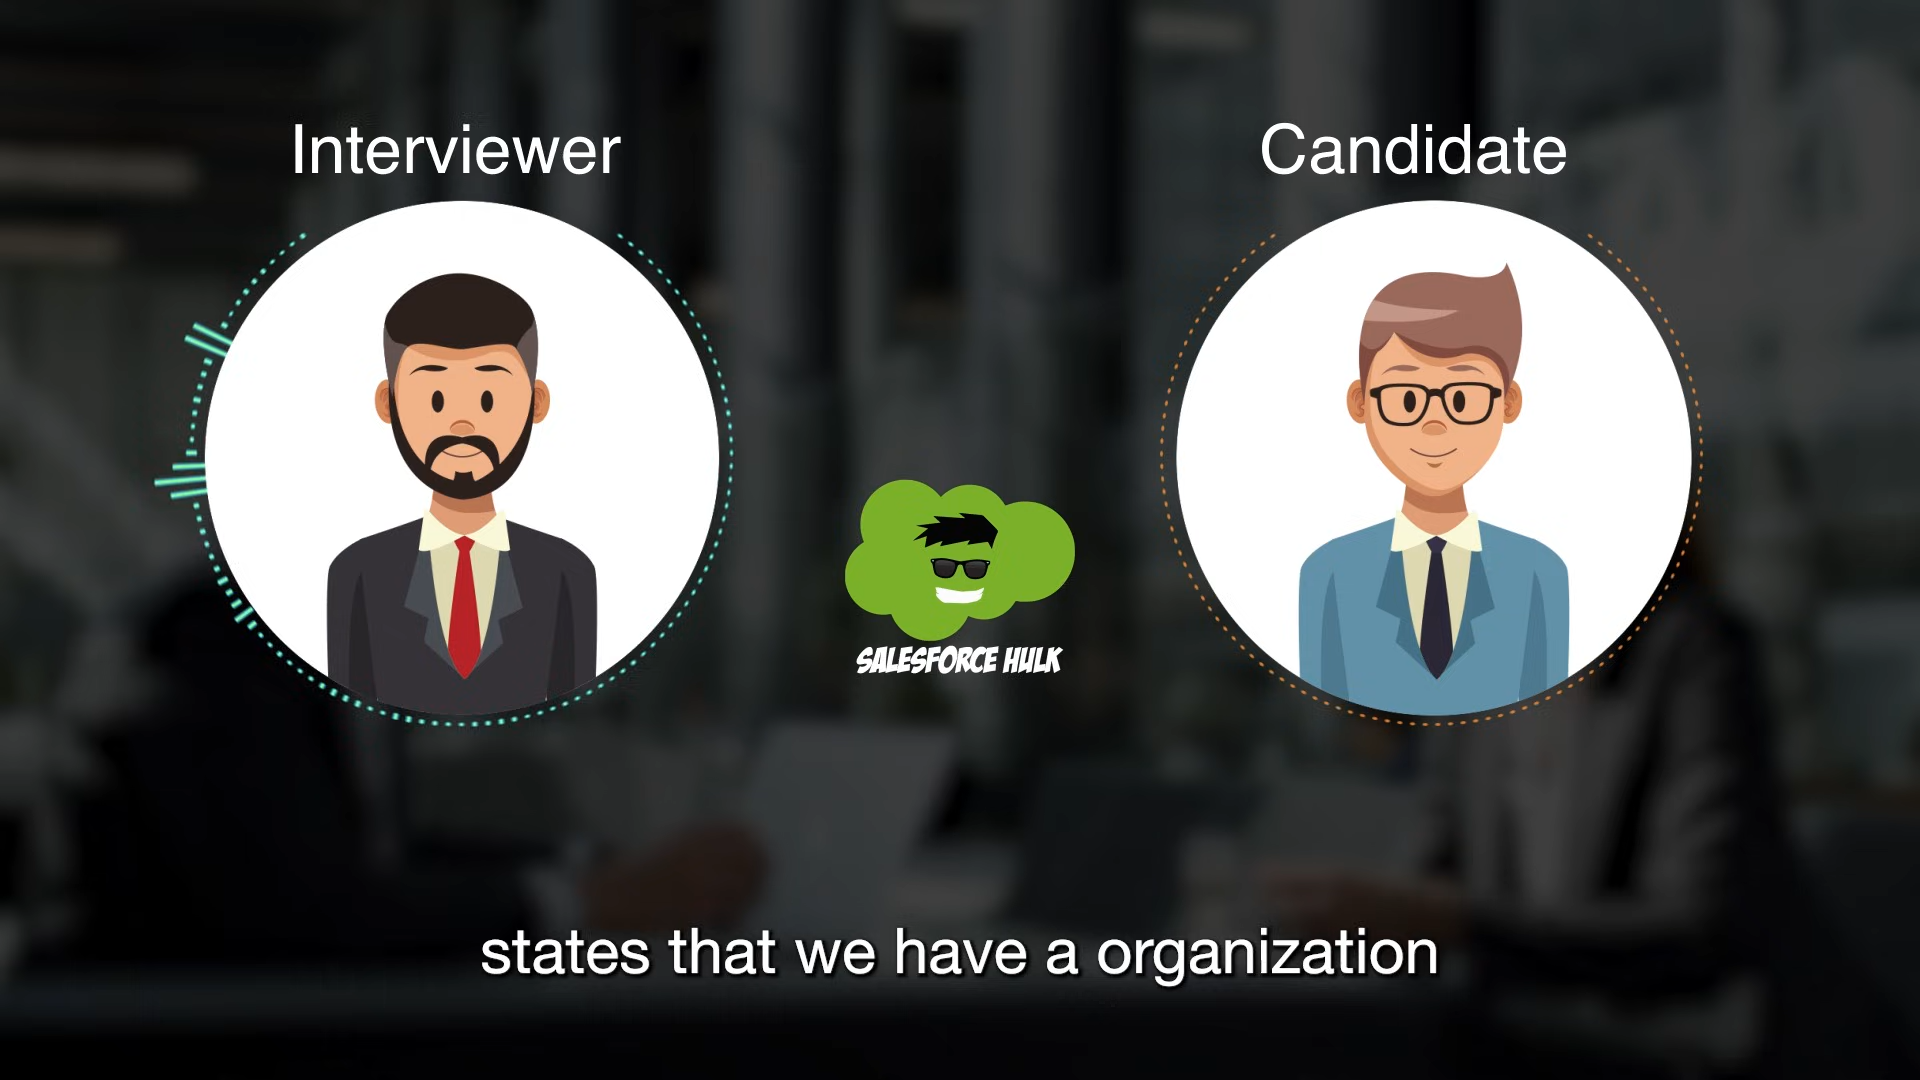 Interviewer
Candidate
SALESFORCE HULK
states that we have a organization